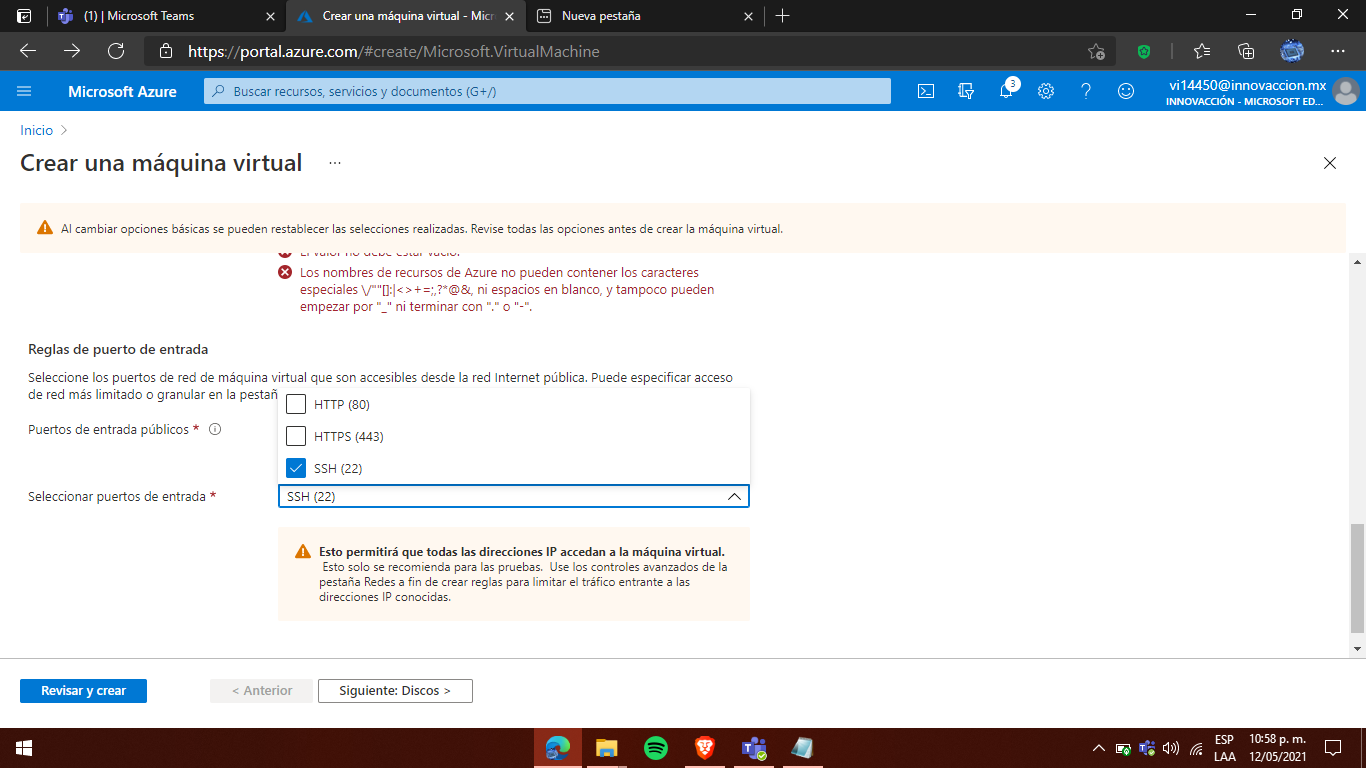 (1) | Microsoft Teams
Crear una máquina virtual - Micr
Nueva pestaña
https://portal.azure.com/#create/Microsoft.VirtualMachine
Microsoft Azure
Buscar recursos, servicios y documentos (G+/)
3
vi14450@innovaccion.mx
INNOVACCIÓN - MICROSOFT ED...
Inicio >
Crear una máquina virtual ...
Al cambiar opciones básicas se pueden restablecer las selecciones realizadas. Revise todas las opciones antes de crear la máquina virtual.
El valor no debe estar vacío.
Los nombres de recursos de Azure no pueden contener los caracteres
especiales \/""[]:|<>+=;,?*@&, ni espacios en blanco, y tampoco pueden
empezar por "_" ni terminar con "." o "-".
Reglas de puerto de entrada
Seleccione los puertos de red de máquina virtual que son accesibles desde la red Internet pública. Puede especificar acceso
de red más limitado o granular en la pestañ
HTTP (80)
Puertos de entrada públicos *
HTTPS (443)
SSH (22)
Seleccionar puertos de entrada *
SSH (22)
Esto permitirá que todas las direcciones IP accedan a la máquina virtual.
Esto solo se recomienda para las pruebas. Use los controles avanzados de la
pestaña Redes a fin de crear reglas para limitar el tráfico entrante a las
direcciones IP conocidas.
Revisar y crear
< Anterior
Siguiente: Discos >
ESP
LAA
10:58 p. m.
12/05/2021